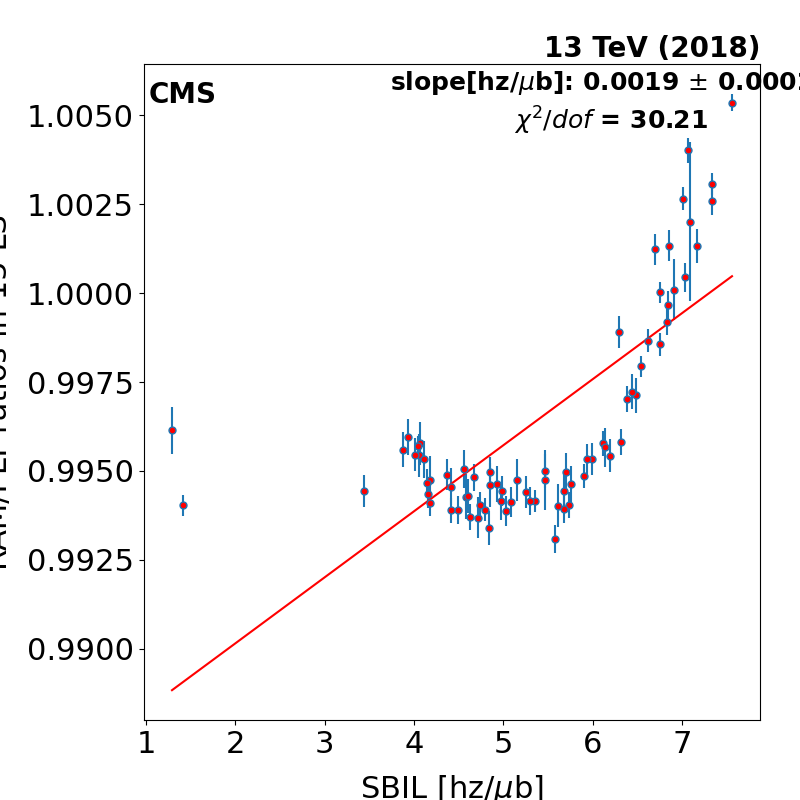 13 TeV (2018)
CMS
slope[hz/μb]: 0.0019 ± 0.000
χ²/dof = 30.21
1.0050
1.0025
1.0000
0.9975
0.9950
0.9925
0.9900
1 2 3 4 5 6 7
SBIL [hz/μb]